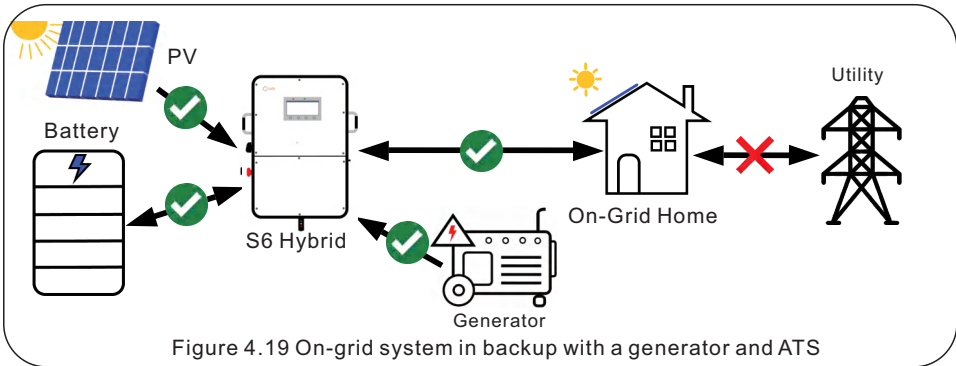 PV
Utility
Battery
On-Grid Home
S6 Hybrid
Generator
Figure 4.19 On-grid system in backup with a generator and ATS